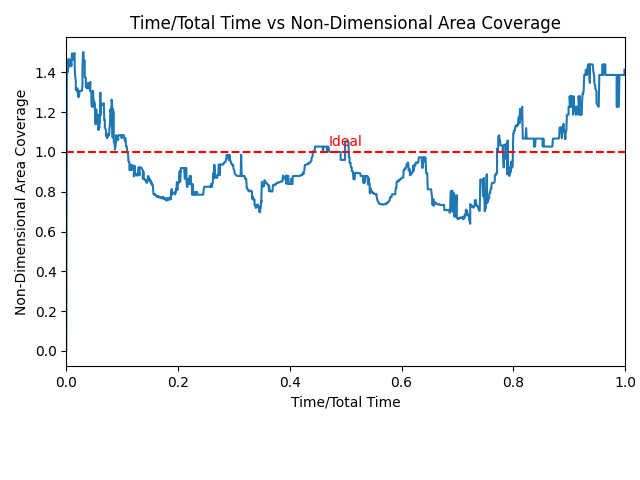 Time/Total Time vs Non-Dimensional Area Coverage
Non-Dimensional Area Coverage
1.4
1.2
1.0
0.8
0.6
0.4
0.2
0.0
Ideal
0.0 0.2 0.4 0.6 0.8 1.0
Time/Total Time